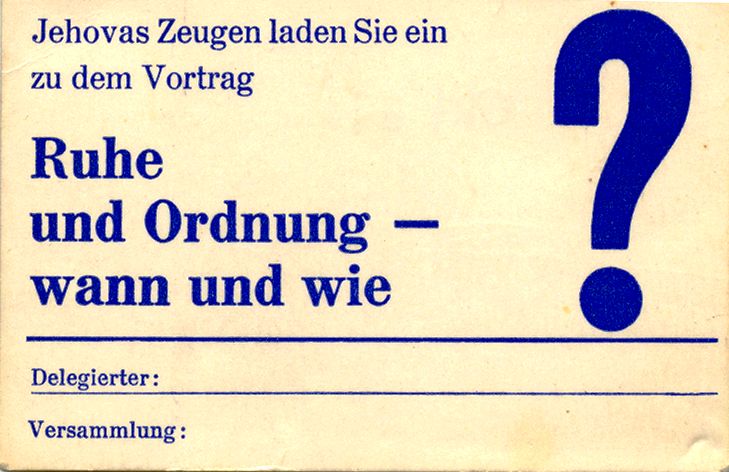 Jehovas Zeugen laden Sie ein
zu dem Vortrag
Ruhe
und Ordnung —
wann und wie
?
Delegierter:
Versammlung: